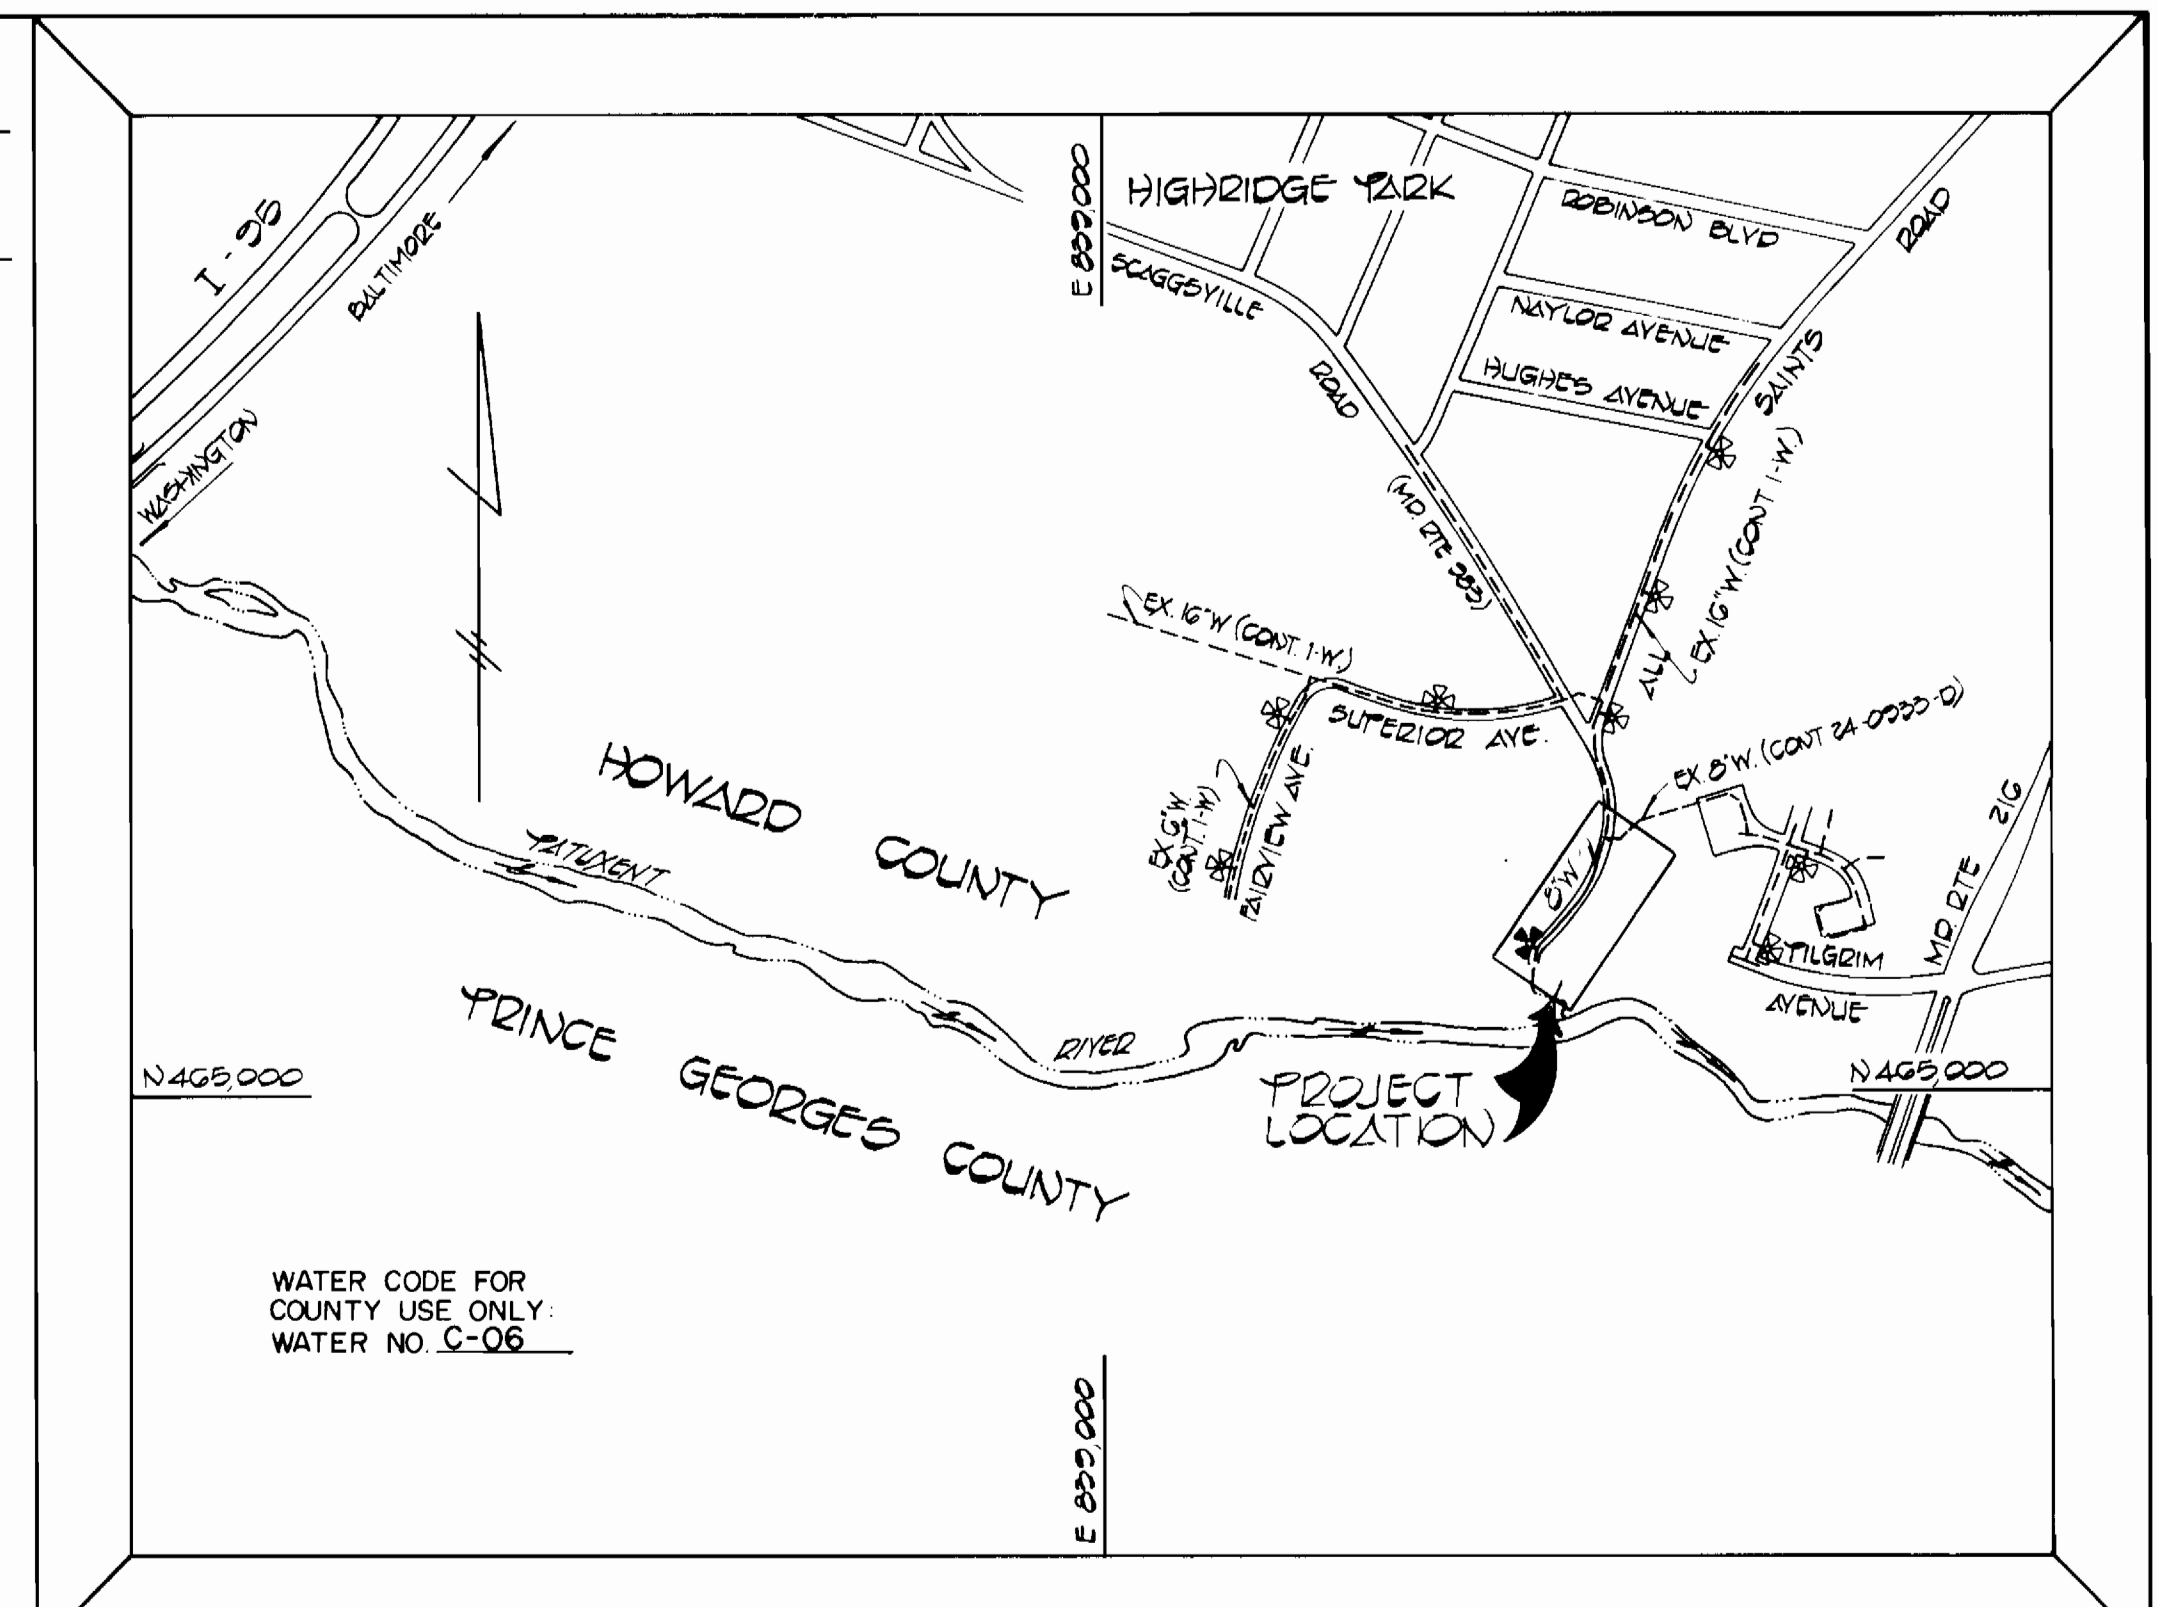 I-95
BALTIMORE
WASHINGTON
E 839,000
HIGHRIDGE PARK
ROBINSON BLVD
ROAD
SCAGGSVILLE
ROAD
(MD. RTE 983)
NAYLOR AVENUE
HUGHES AVENUE
SAINTS
ALL
EX. 16"W. (CONT 1-W.)
EX. 16"W (CONT. 1-W.)
SUPERIOR AVE.
EX. 6"W.
(CONT. 1-W)
FAIRVIEW AVE.
EX. 8"W. (CONT 24-0933-D)
8"W
MD. RTE 216
PILGRIM
AVENUE
HOWARD COUNTY
PATUXENT
RIVER
PRINCE GEORGES COUNTY
N 465,000
N 465,000
PROJECT
LOCATION
WATER CODE FOR
COUNTY USE ONLY:
WATER NO. C-06
E 839,000